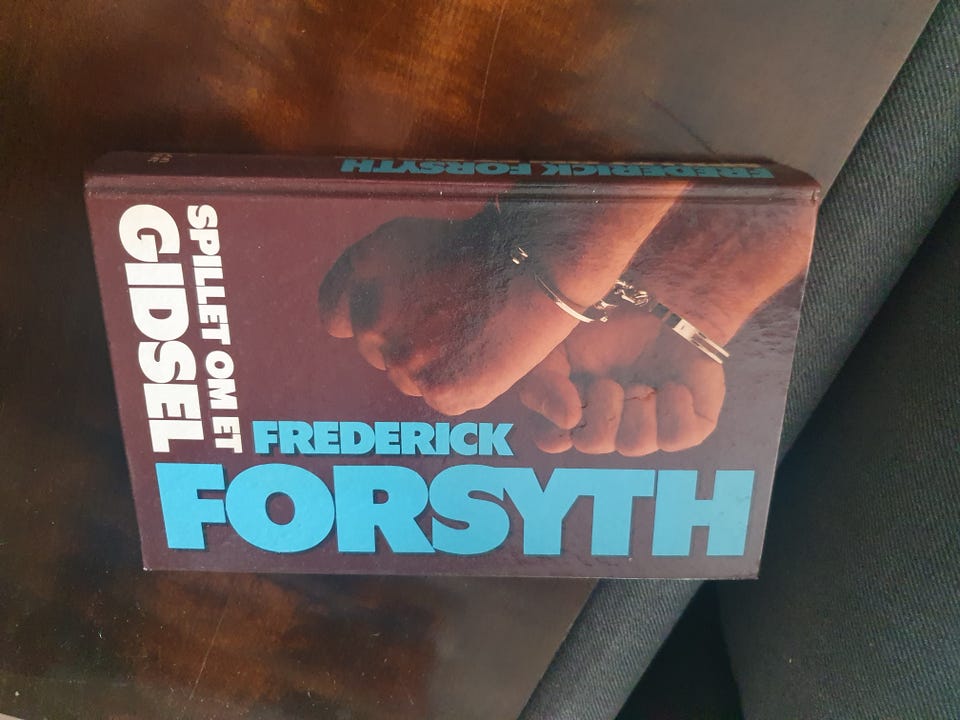 SPILLET OM ET
GIDSEL
FREDERICK
FORSYTH
FREDERICK FORSYTH